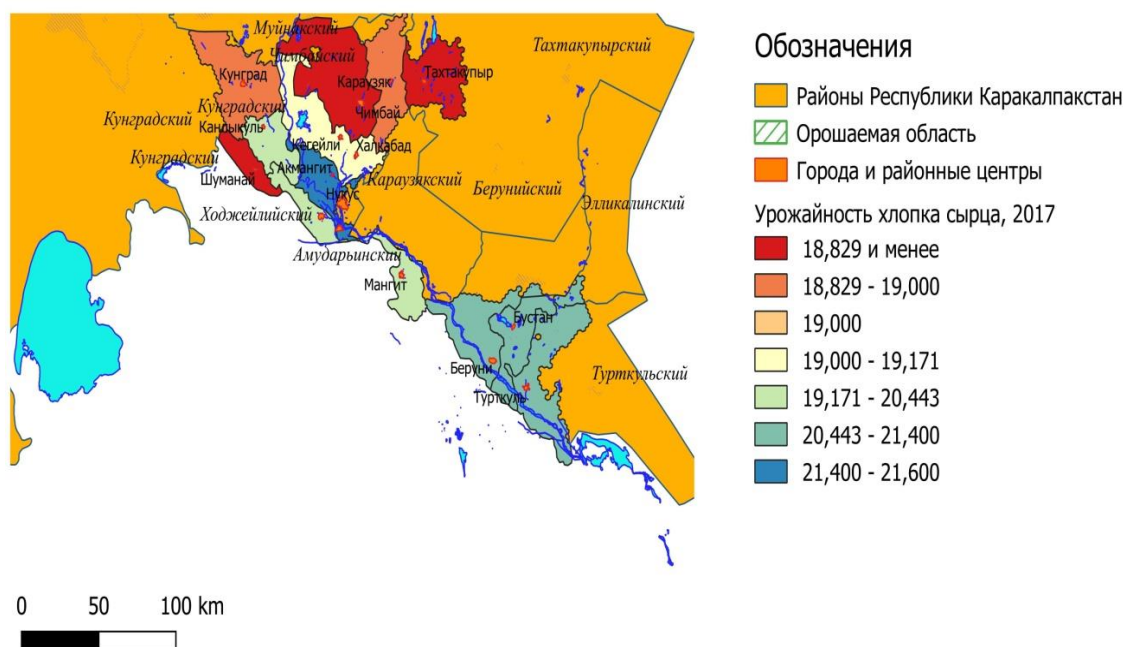 Муйнакский
Чимбайский
Тахтакупырский
Кунград
Караузяк
Тахтакупыр
Кунградский
Кунградский
Чимбай
Канлыкуль
Кегейли
Халкабад
Кунградский
Акмангит
Шуманай
Караузякский
Берунийский
Нукус
Ходжейлийский
Элликалинский
Амударьинский
Мангит
Бустан
Беруни
Турткульский
Турткуль
0 50 100 km
Обозначения
Районы Республики Каракалпакстан
Орошаемая область
Города и районные центры
Урожайность хлопка сырца, 2017
18,829 и менее
18,829 - 19,000
19,000
19,000 - 19,171
19,171 - 20,443
20,443 - 21,400
21,400 - 21,600